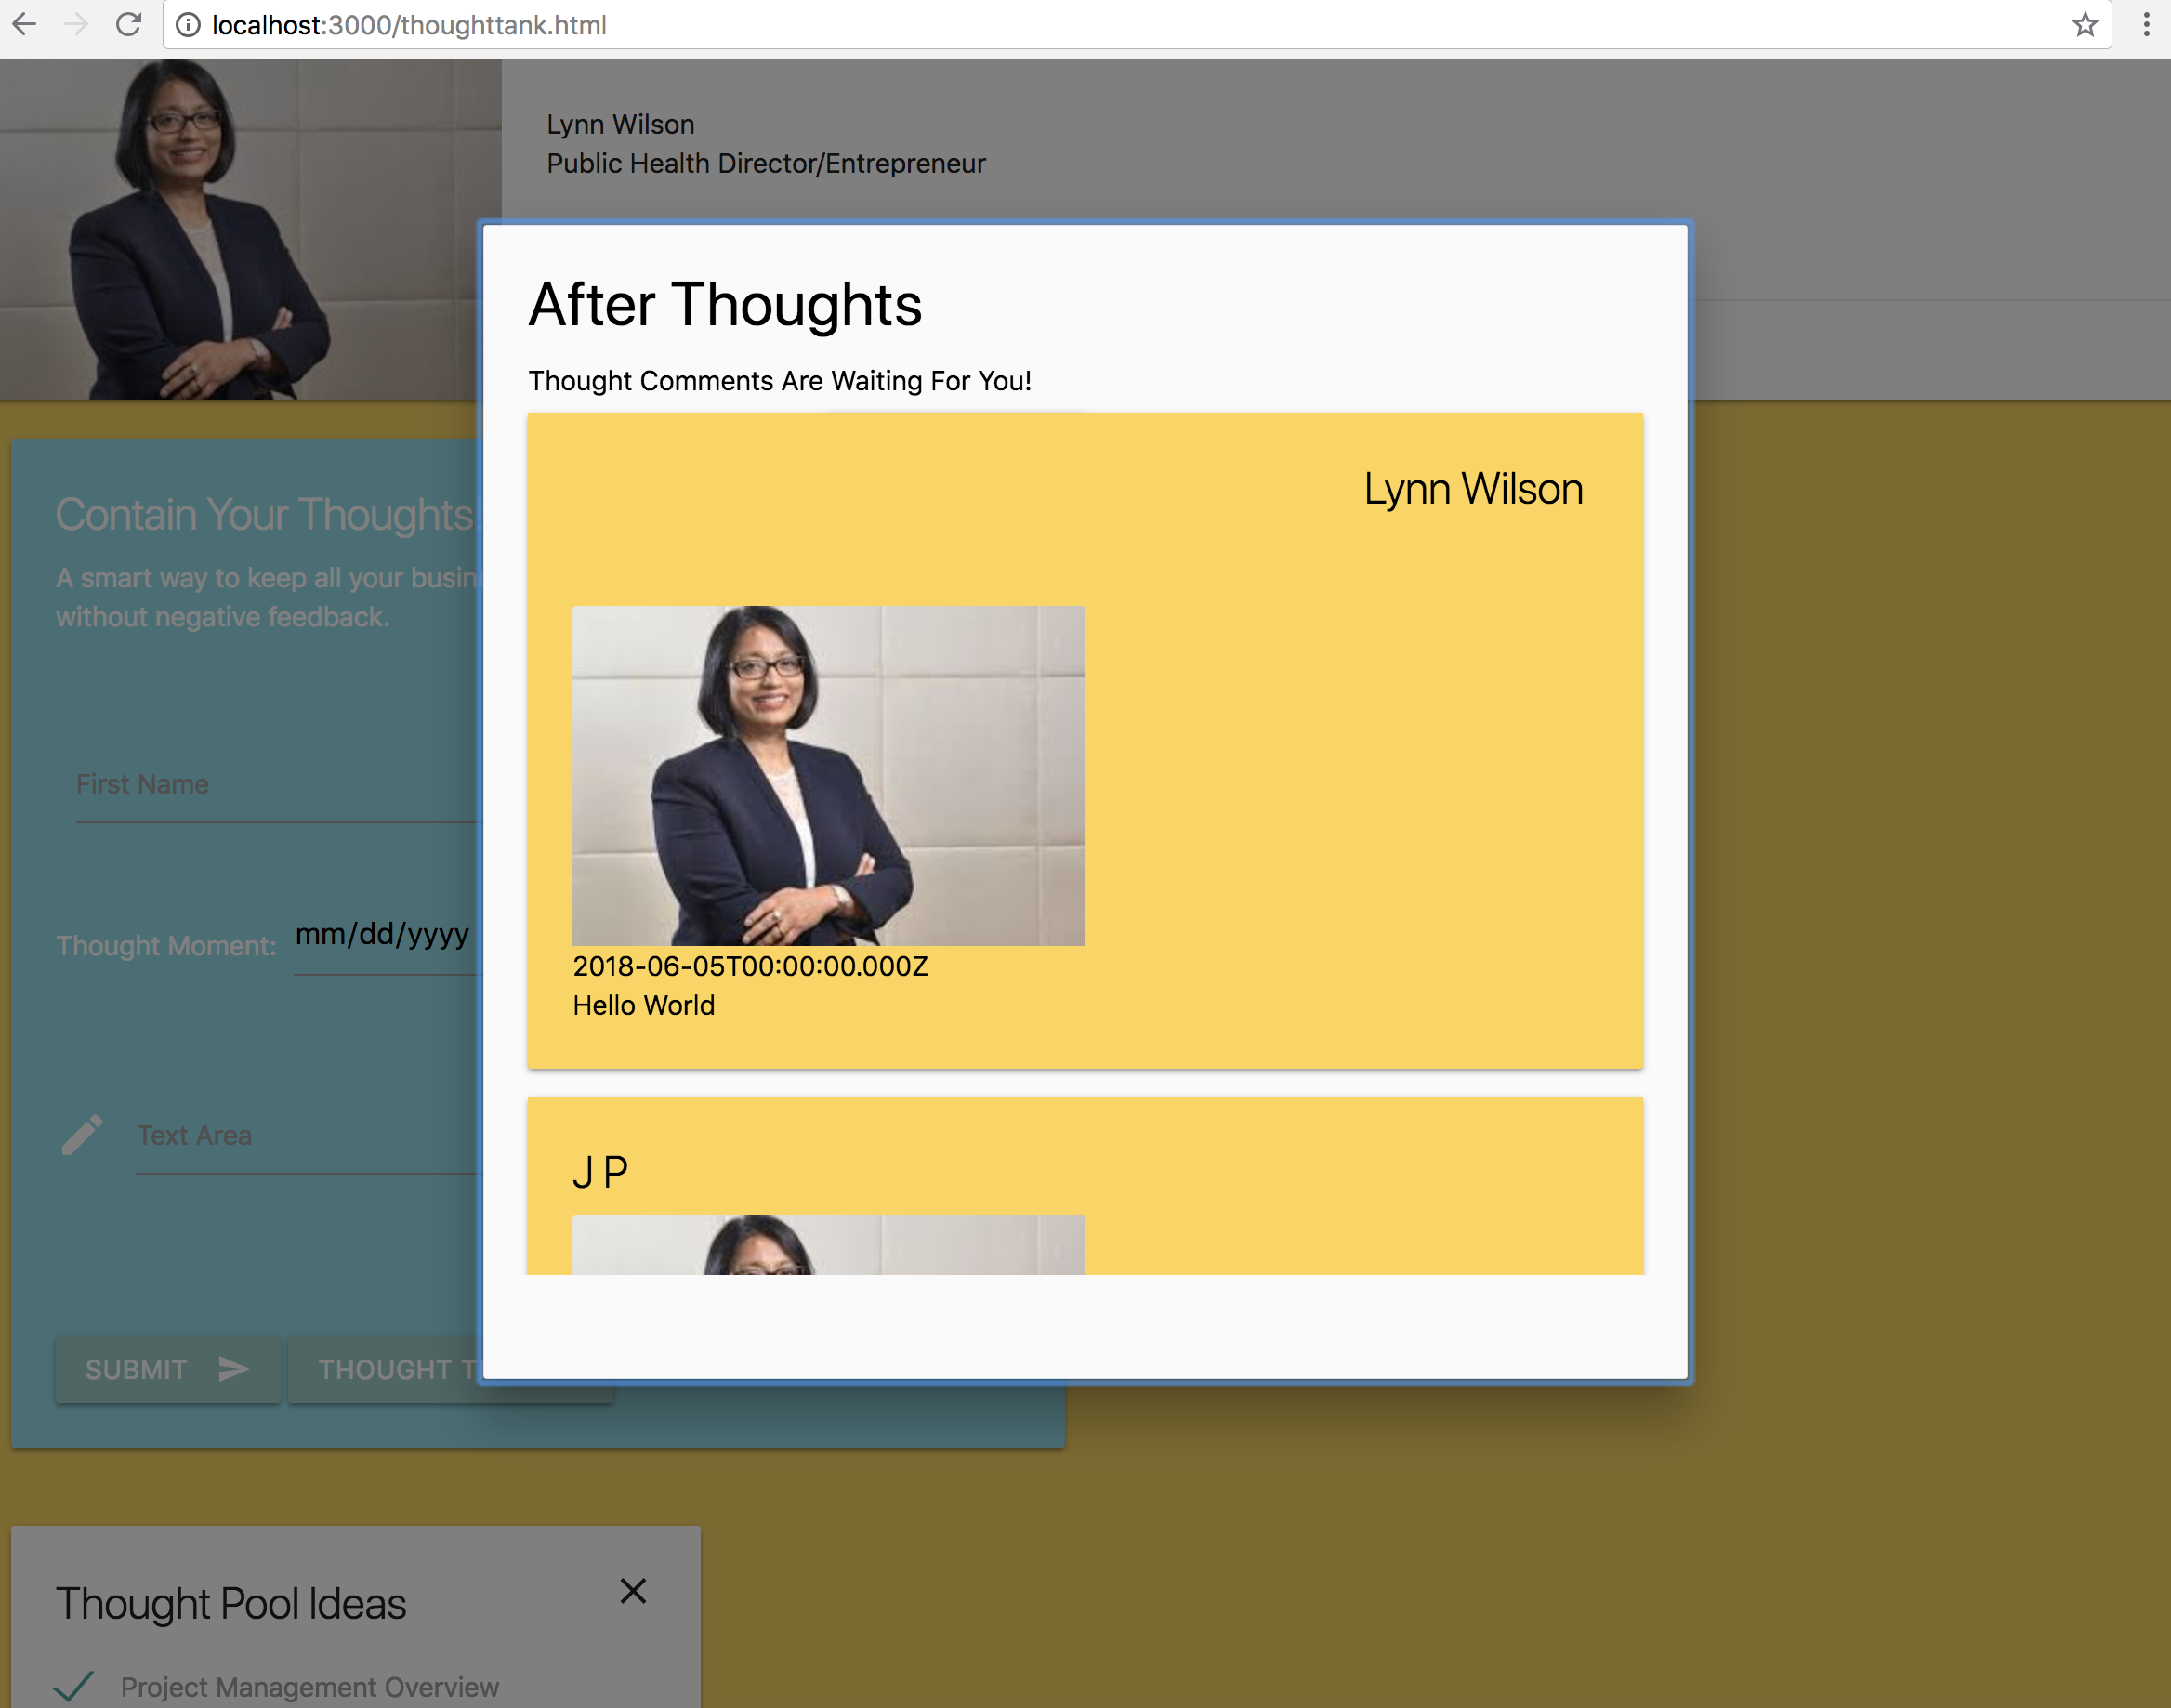 localhost:3000/thoughttank.html
Lynn Wilson
Public Health Director/Entrepreneur
After Thoughts
Thought Comments Are Waiting For You!
Lynn Wilson
2018-06-05T00:00:00.000Z
Hello World
J P
Contain Your Thoughts!
A smart way to keep all your
without negative feedback.
First Name
Thought Moment:
mm/dd/yyyy
Text Area
SUBMIT
THOUGHT
Thought Pool Ideas
Project Management Overview